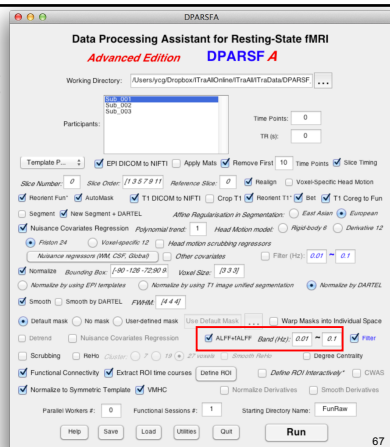 DPARSFA
Data Processing Assistant for Resting-State fMRI
Advanced Edition DPARSF A
Working Directory: /Users/ycg/Dropbox/ITraAllOnline/ITraAll/ITraData/DPARSF ...
Participants:
Sub_001
Sub_002
Sub_003
Time Points: 0
TR (s): 0
Template P... EPI DICOM to NIFTI Apply Mats Remove First 10 Time Points Slice Timing
Slice Number: 0 Slice Order: [1 3 5 7 9 11 Reference Slice: 0 Realign Voxel-Specific Head Motion
Reorient Fun* AutoMask T1 DICOM to NIFTI Crop T1 Reorient T1* Bet T1 Coreg to Fun
Segment New Segment + DARTEL Affine Regularisation in Segmentation: East Asian European
Nuisance Covariates Regression Polynomial trend: 1 Head Motion model: Rigid-body 6 Derivative 12
Friston 24 Voxel-specific 12 Head motion scrubbing regressors
Nuisance regressors (WM, CSF, Global) Other covariates Filter (Hz): 0.01 ~ 0.1
Normalize Bounding Box: [-90 -126 -72;90 9 Voxel Size: [3 3 3]
Normalize by using EPI templates Normalize by using T1 image unified segmentation Normalize by DARTEL
Smooth Smooth by DARTEL FWHM: [4 4 4]
Default mask No mask User-defined mask Use Default Mask ... Warp Masks into Individual Space
Detrend Nuisance Covariates Regression ALFF+fALFF Band (Hz): 0.01 ~ 0.1 Filter
Scrubbing ReHo Cluster: 7 19 27 voxels Smooth ReHo Degree Centrality
Functional Connectivity Extract ROI time courses Define ROI Define ROI Interactively* CWAS
Normalize to Symmetric Template VMHC Normalize Derivatives Smooth Derivatives
Parallel Workers #: 0 Functional Sessions #: 1 Starting Directory Name: FunRaw
Help Save Load Utilities Quit Run
67